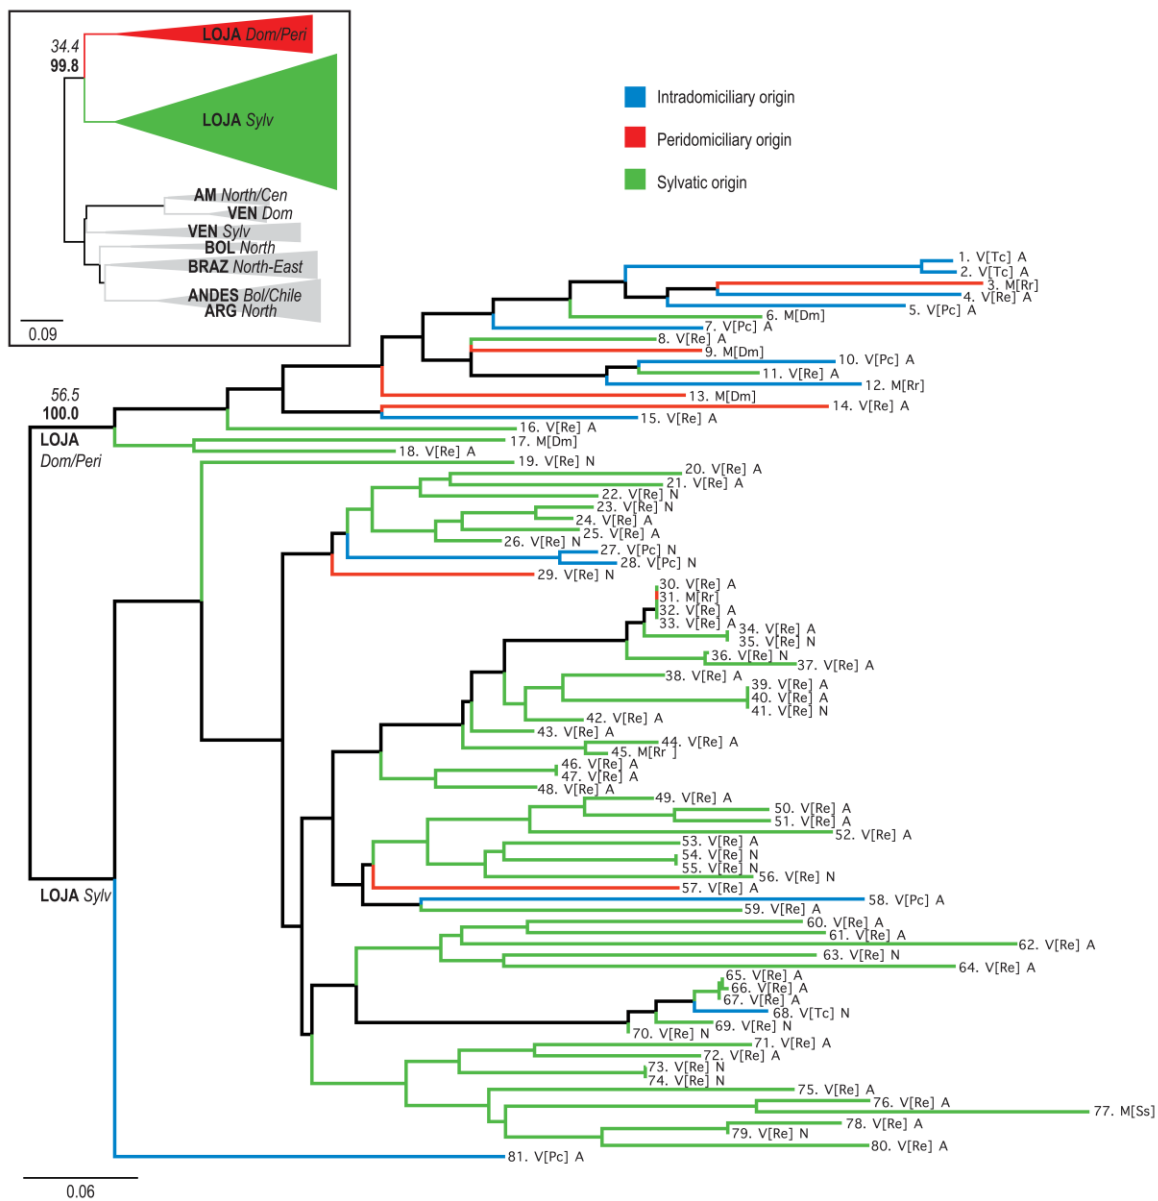 LOJA Dom/Peri
34.4
99.8
LOJA Sylv
AM North/Cen
VEN Dom
VEN Sylv
BOL North
BRAZ North-East
ANDES Bol/Chile
ARG North
0.09
Intradomiciliary origin
Peridomiciliary origin
Sylvatic origin
1. V[Tc] A
2. V[Tc] A
3. M[Rr]
4. V[Re] A
5. V[Pc] A
6. M[Dm]
7. V[Pc] A
8. V[Re] A
9. M[Dm]
10. V[Pc] A
11. V[Re] A
12. M[Rr]
13. M[Dm]
14. V[Re] A
15. V[Re] A
56.5
100.0
LOJA
Dom/Peri
16. V[Re] A
17. M[Dm]
18. V[Re] A
19. V[Re] N
20. V[Re] A
21. V[Re] A
22. V[Re] N
23. V[Re] N
24. V[Re] A
25. V[Re] A
26. V[Re] N
27. V[Pc] N
28. V[Pc] N
29. V[Re] N
30. V[Re] A
31. M[Rr]
32. V[Re] A
33. V[Re] A
34. V[Re] A
35. V[Re] N
36. V[Re] N
37. V[Re] A
38. V[Re] A
39. V[Re] A
40. V[Re] A
41. V[Re] N
42. V[Re] A
43. V[Re] A
44. V[Re] A
45. M[Rr ]
46. V[Re] A
47. V[Re] A
48. V[Re] A
49. V[Re] A
50. V[Re] A
51. V[Re] A
52. V[Re] A
53. V[Re] A
54. V[Re] N
55. V[Re] N
56. V[Re] N
57. V[Re] A
LOJA Sylv
58. V[Pc] A
59. V[Re] A
60. V[Re] A
61. V[Re] A
62. V[Re] A
63. V[Re] N
64. V[Re] A
65. V[Re] A
66. V[Re] A
67. V[Re] A
68. V[Tc] N
69. V[Re] N
70. V[Re] N
71. V[Re] A
72. V[Re] A
73. V[Re] N
74. V[Re] N
75. V[Re] A
76. V[Re] A
77. M[Ss]
78. V[Re] A
79. V[Re] N
80. V[Re] A
81. V[Pc] A
0.06